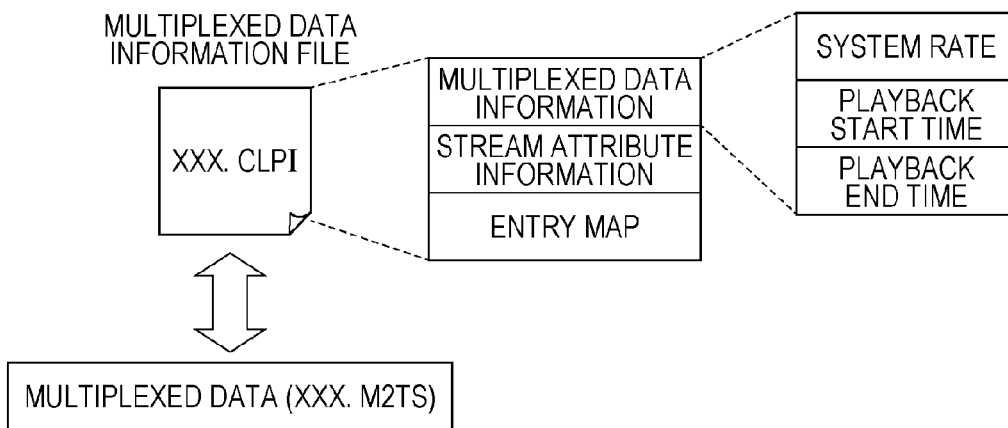 MULTIPLEXED DATA
INFORMATION FILE
XXX. CLPI
MULTIPLEXED DATA
INFORMATION
STREAM ATTRIBUTE
INFORMATION
ENTRY MAP
SYSTEM RATE
PLAYBACK
START TIME
PLAYBACK
END TIME
MULTIPLEXED DATA (XXX. M2TS)